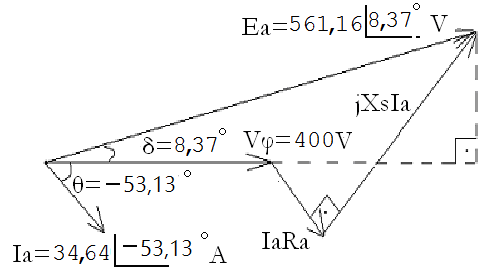 Ea=561,16 8,37° V
jXsIa
δ=8,37° Vφ=400V
θ=-53,13°
Ia=34,64 -53,13° A
IaRa